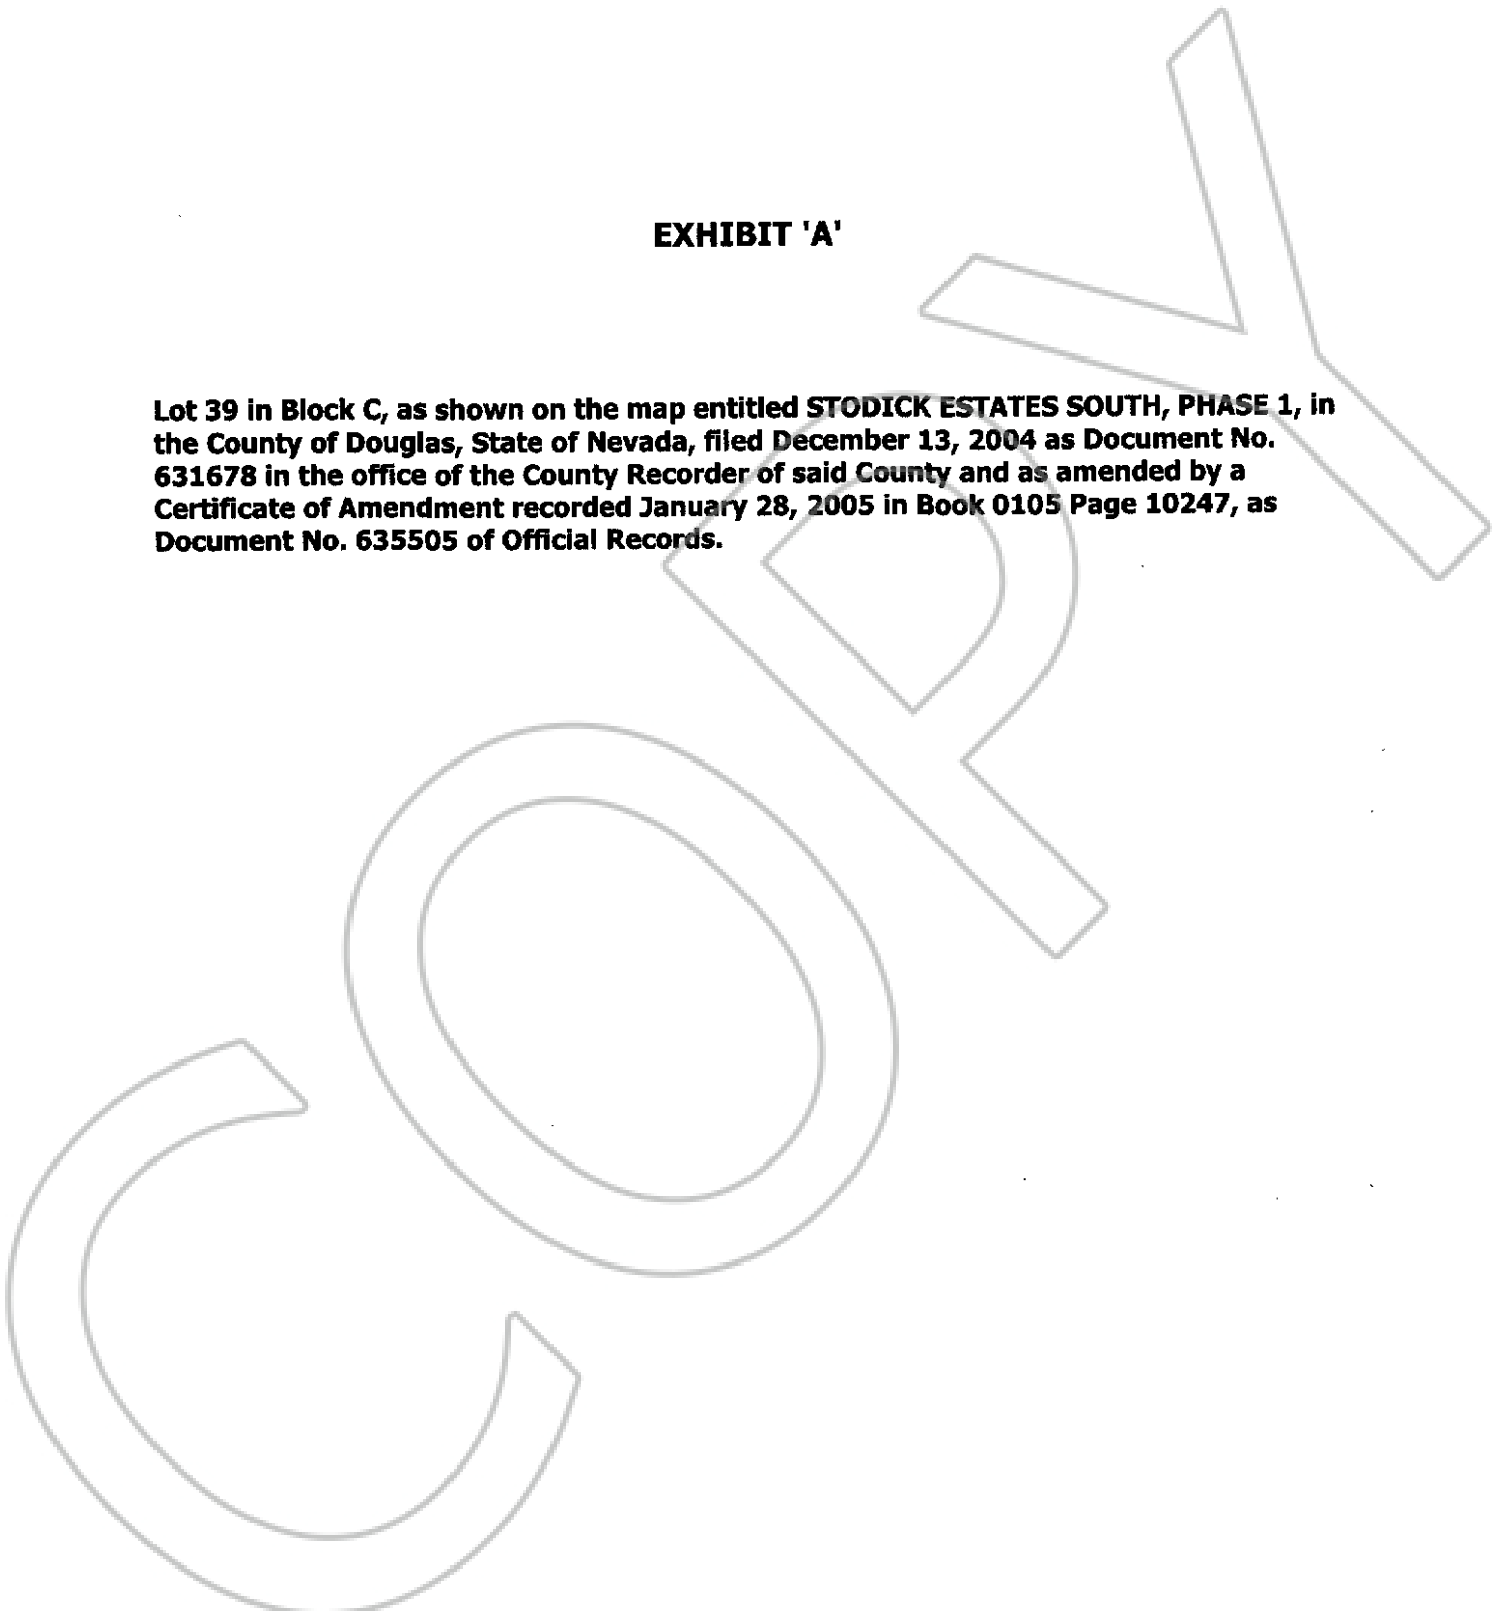 EXHIBIT 'A'
Lot 39 in Block C, as shown on the map entitled STODICK ESTATES SOUTH, PHASE 1, in
the County of Douglas, State of Nevada, filed December 13, 2004 as Document No.
631678 in the office of the County Recorder of said County and as amended by a
Certificate of Amendment recorded January 28, 2005 in Book 0105 Page 10247, as
Document No. 635505 of Official Records.
COPY